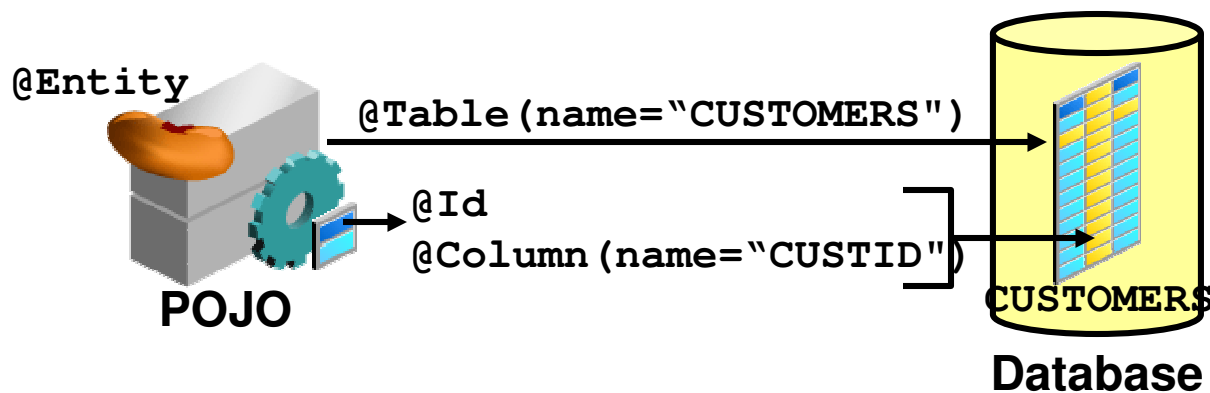 @Entity
@Table(name=“CUSTOMERS")
@Id
@Column(name=“CUSTID")
POJO
CUSTOMERS
Database